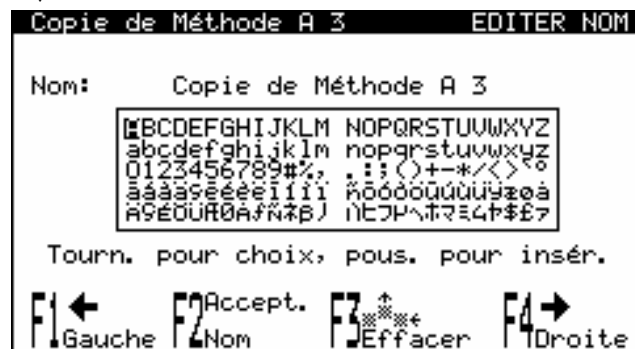 Copie de Méthode A 3 EDITER NOM
Nom: Copie de Méthode A 3
ABCDEFGHIJKLM NOPQRSTUVWXYZ
abcdefghijklm nopqrstuvwxyz
0123456789#%, .:;()+-*/<>
Tourn. pour choix, pous. pour insér.
F1 ← F2 Accept. F3 F4 →
Gauche Nom Effacer Droite